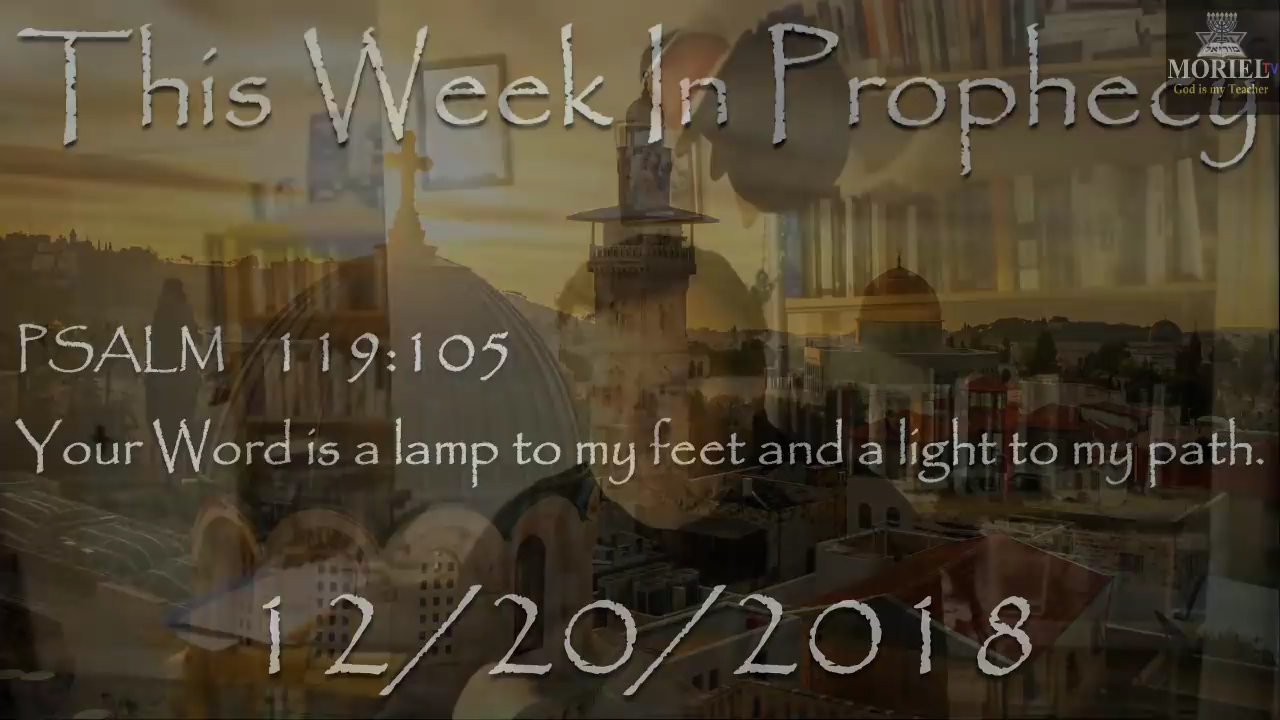 This Week In Prophecy
MORIEL TV
God is my Teacher
PSALM 119:105
Your Word is a lamp to my feet and a light to my path.
12/20/2018